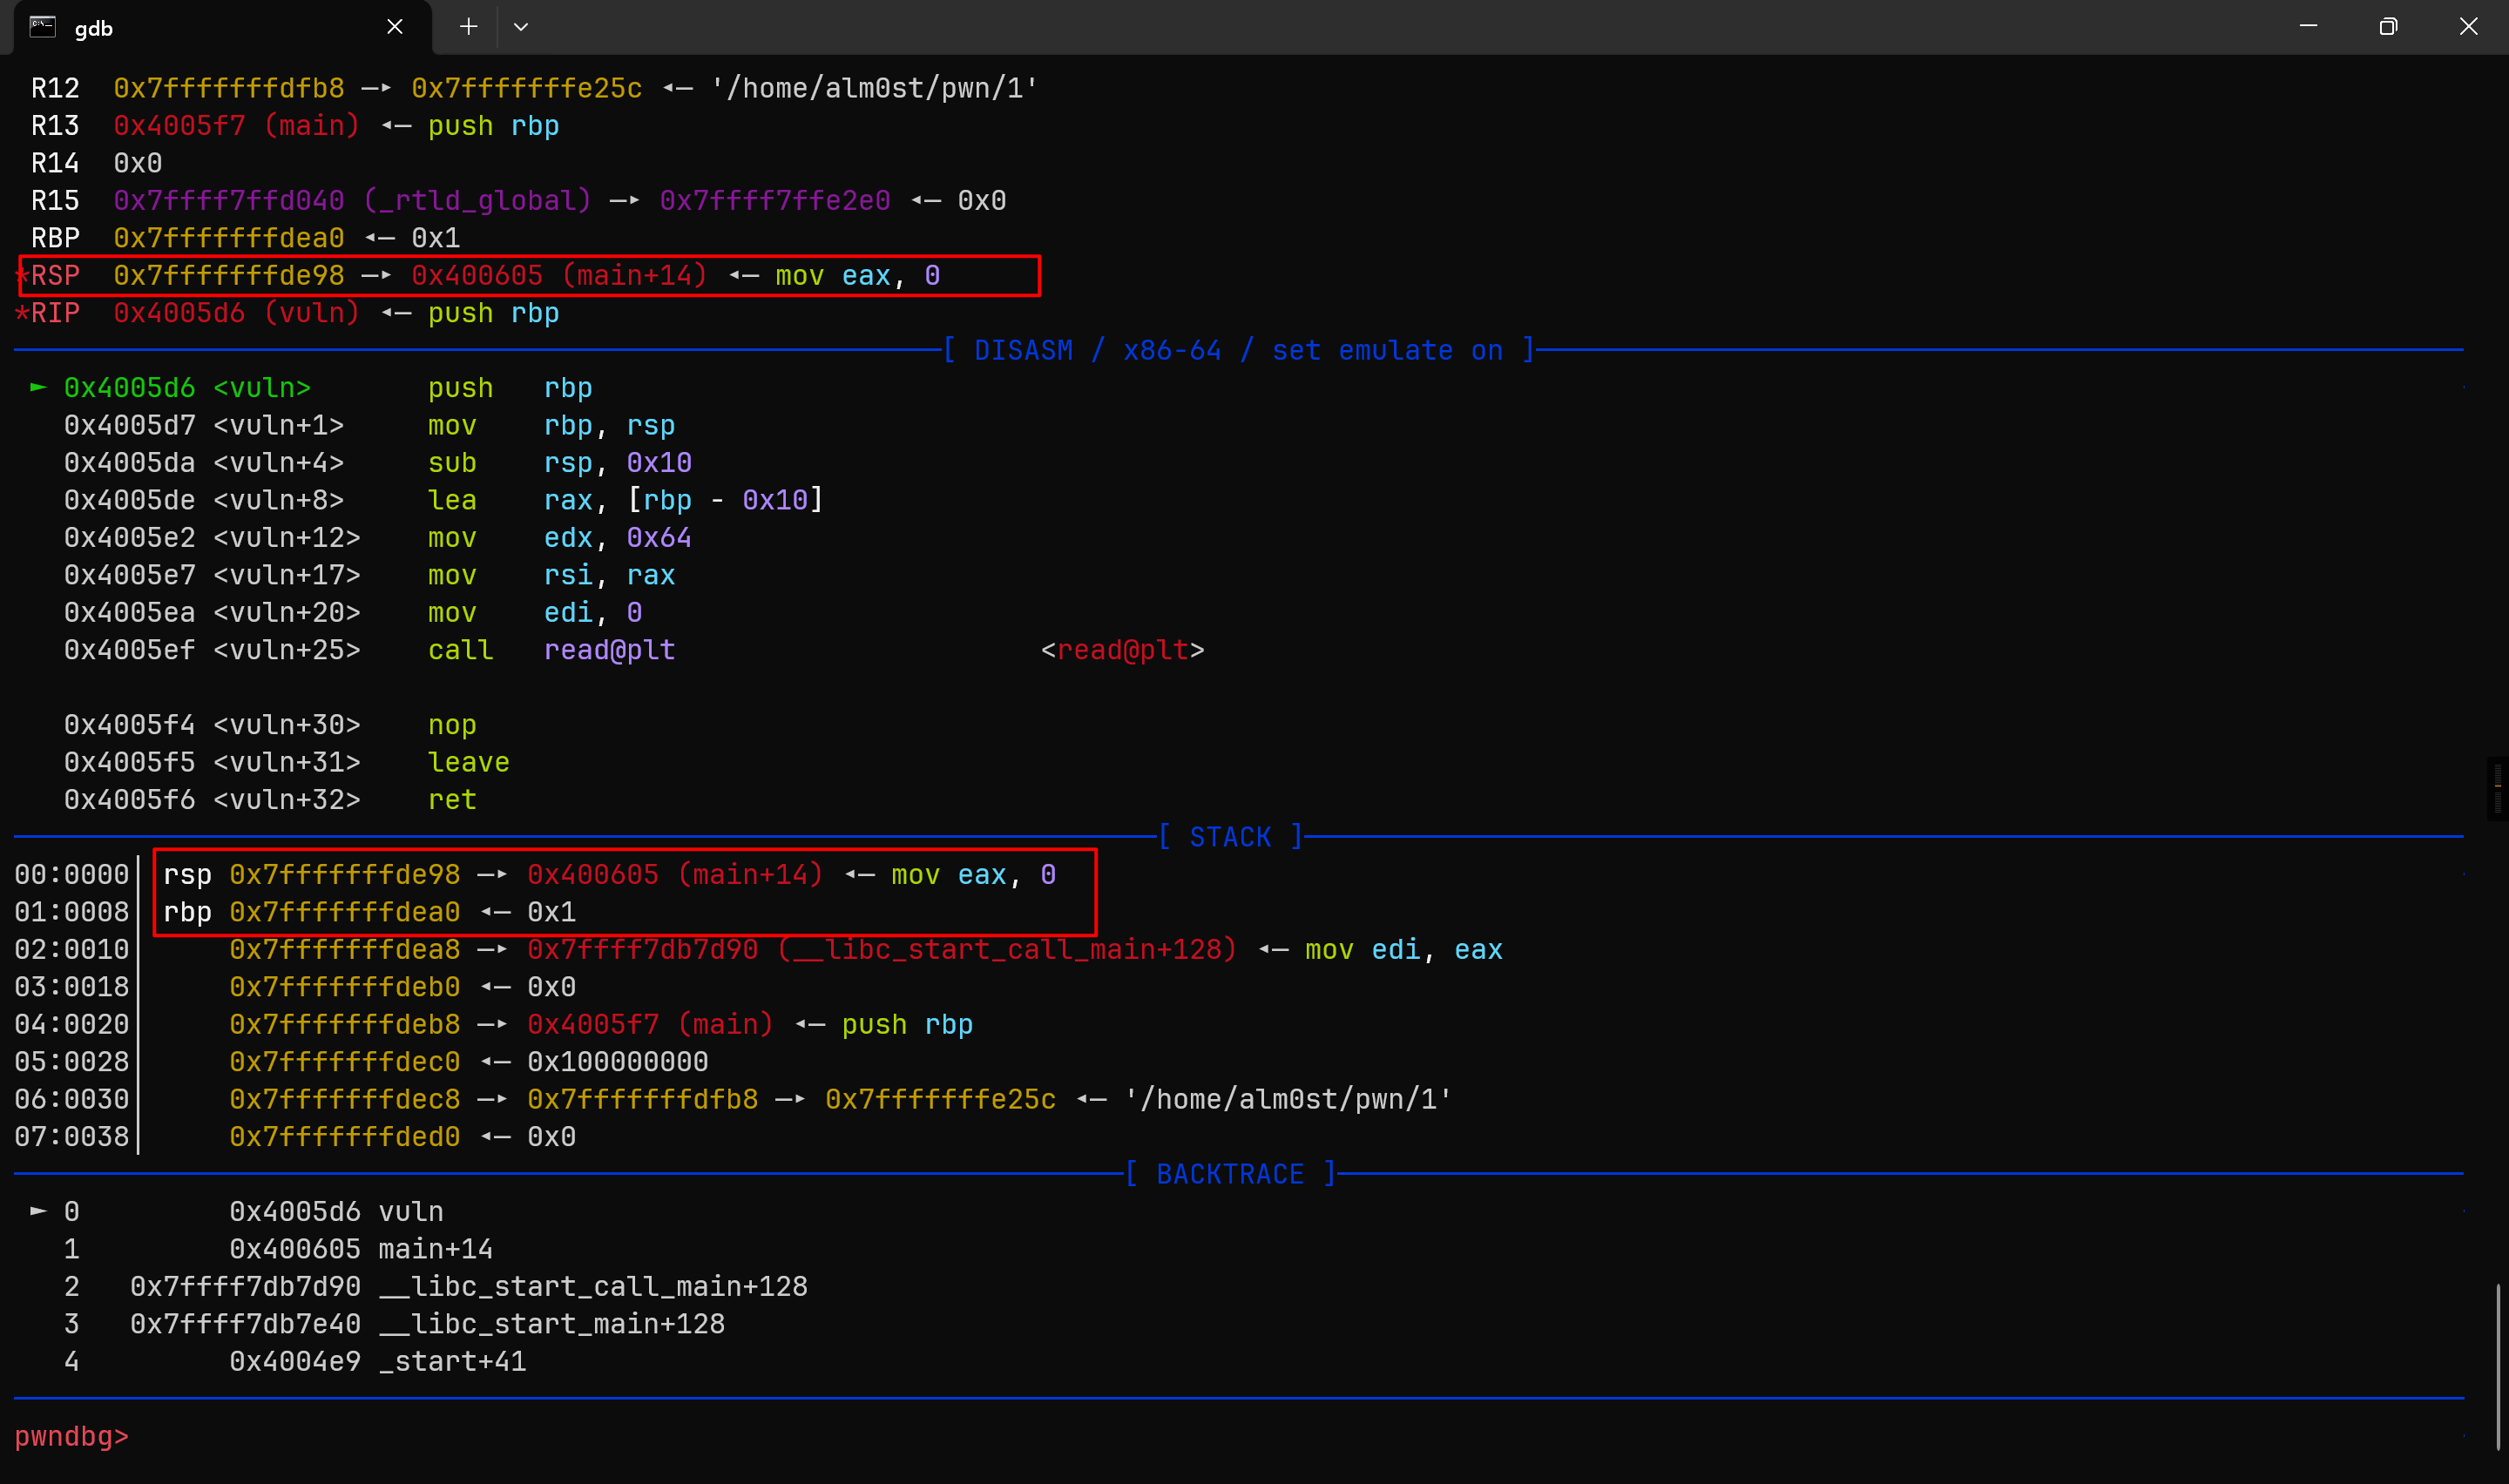 gdb
R12  0x7fffffffdfb8 —▸ 0x7fffffffe25c ◂— '/home/alm0st/pwn/1'
R13  0x4005f7 (main) ◂— push rbp
R14  0x0
R15  0x7ffff7ffd040 (_rtld_global) —▸ 0x7ffff7ffe2e0 ◂— 0x0
RBP  0x7fffffffdea0 ◂— 0x1
*RSP  0x7fffffffde98 —▸ 0x400605 (main+14) ◂— mov eax, 0
*RIP  0x4005d6 (vuln) ◂— push rbp
[ DISASM / x86-64 / set emulate on ]
► 0x4005d6 <vuln>       push   rbp
0x4005d7 <vuln+1>     mov    rbp, rsp
0x4005da <vuln+4>     sub    rsp, 0x10
0x4005de <vuln+8>     lea    rax, [rbp - 0x10]
0x4005e2 <vuln+12>    mov    edx, 0x64
0x4005e7 <vuln+17>    mov    rsi, rax
0x4005ea <vuln+20>    mov    edi, 0
0x4005ef <vuln+25>    call   read@plt                      <read@plt>
0x4005f4 <vuln+30>    nop
0x4005f5 <vuln+31>    leave
0x4005f6 <vuln+32>    ret
[ STACK ]
00:0000│ rsp 0x7fffffffde98 —▸ 0x400605 (main+14) ◂— mov eax, 0
01:0008│ rbp 0x7fffffffdea0 ◂— 0x1
02:0010│     0x7fffffffdea8 —▸ 0x7ffff7db7d90 (__libc_start_call_main+128) ◂— mov edi, eax
03:0018│     0x7fffffffdeb0 ◂— 0x0
04:0020│     0x7fffffffdeb8 —▸ 0x4005f7 (main) ◂— push rbp
05:0028│     0x7fffffffdec0 ◂— 0x100000000
06:0030│     0x7fffffffdec8 —▸ 0x7fffffffdfb8 —▸ 0x7fffffffe25c ◂— '/home/alm0st/pwn/1'
07:0038│     0x7fffffffded0 ◂— 0x0
[ BACKTRACE ]
► 0         0x4005d6 vuln
1         0x400605 main+14
2   0x7ffff7db7d90 __libc_start_call_main+128
3   0x7ffff7db7e40 __libc_start_main+128
4         0x4004e9 _start+41
pwndbg>